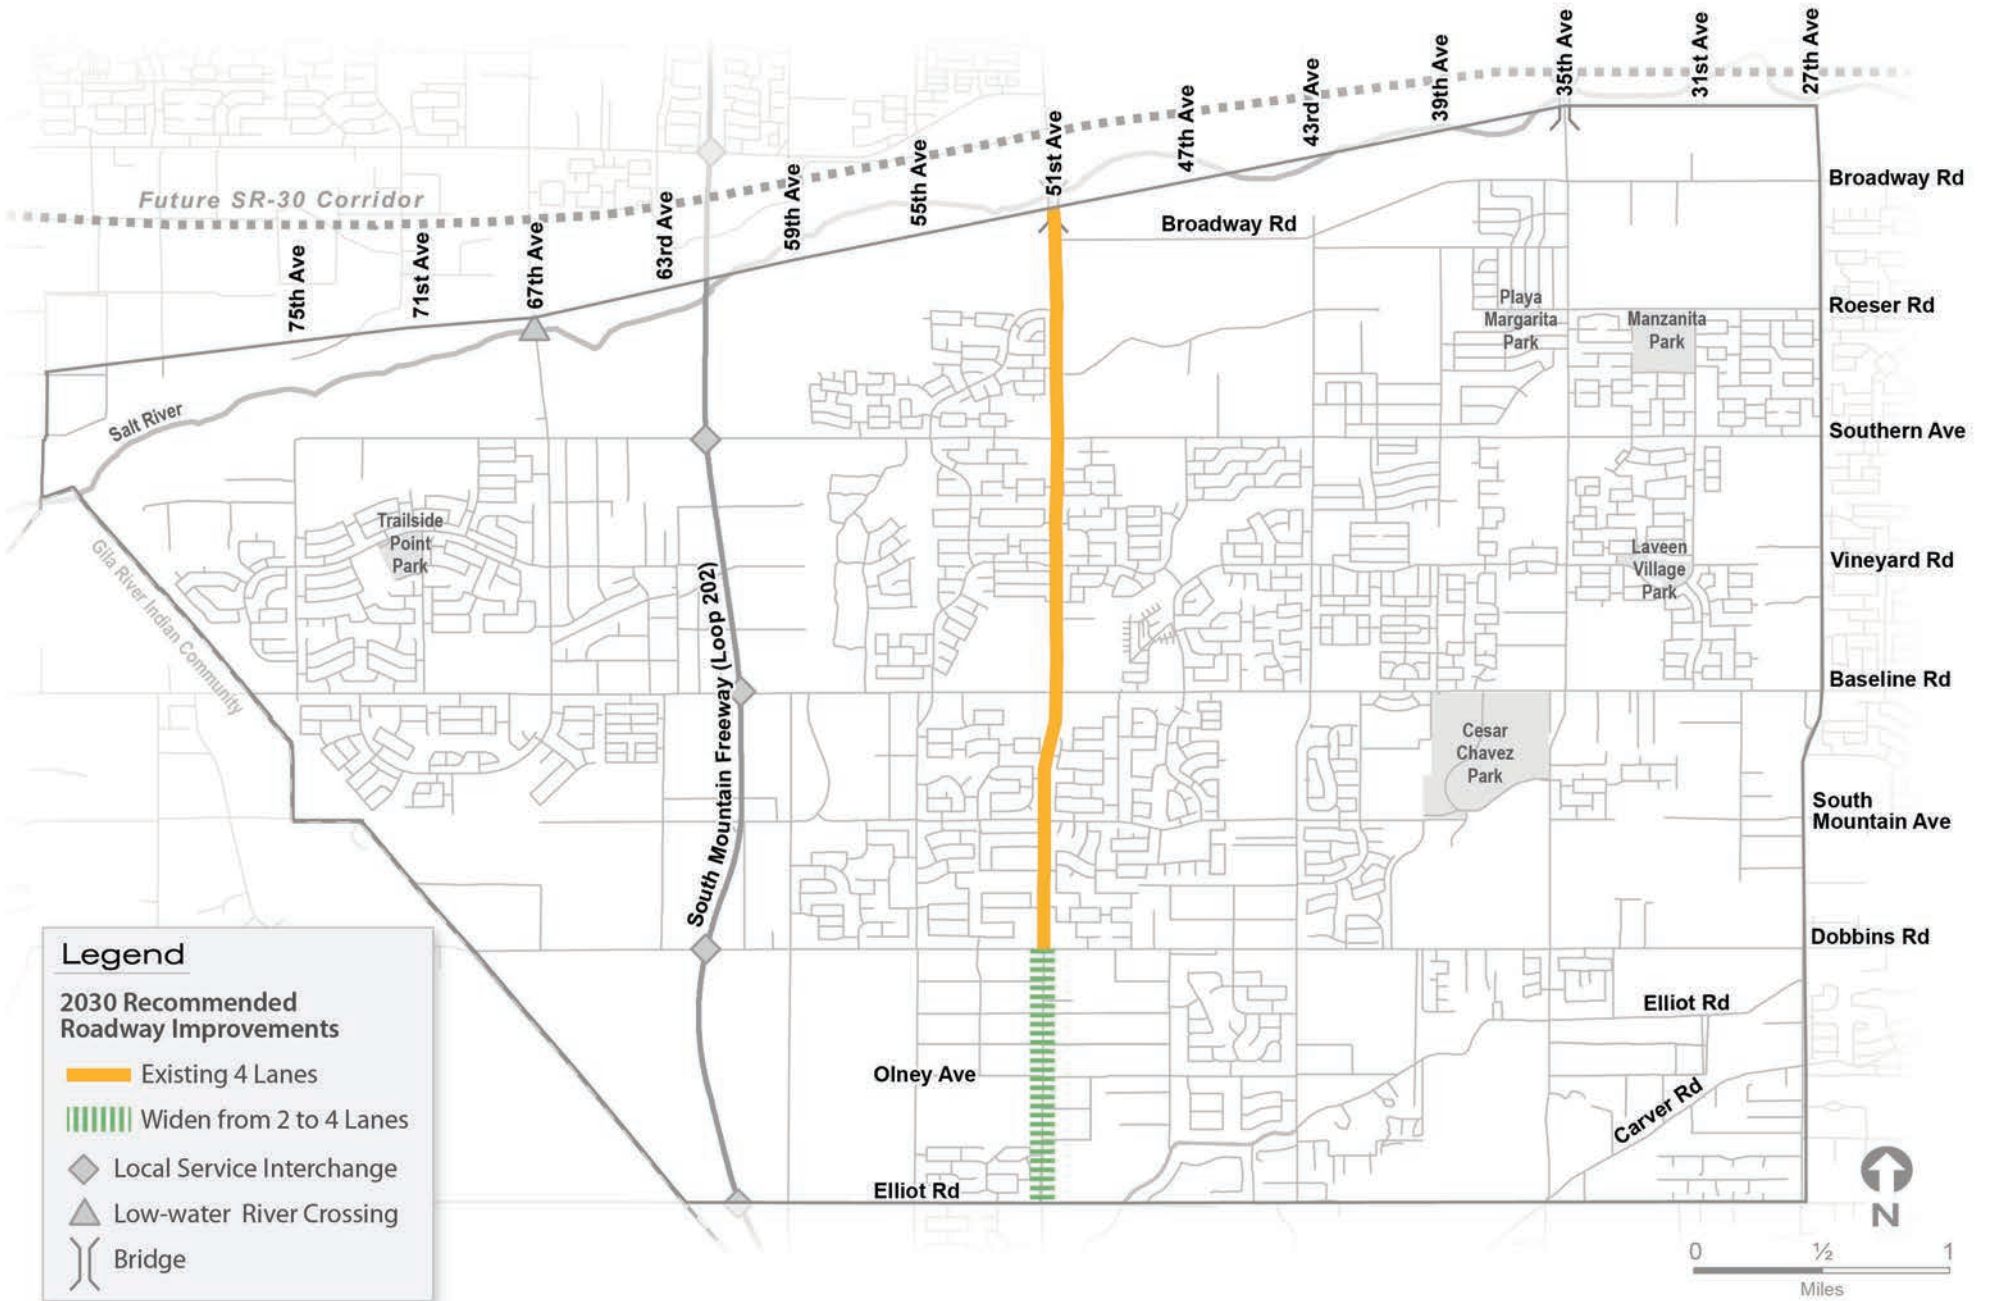 35th Ave
31st Ave
27th Ave
39th Ave
43rd Ave
47th Ave
51st Ave
55th Ave
59th Ave
63rd Ave
67th Ave
71st Ave
75th Ave
Future SR-30 Corridor
Broadway Rd
Broadway Rd
Roeser Rd
Playa
Margarita
Park
Manzanita
Park
Salt River
Southern Ave
Trailside
Point
Park
Laveen
Village
Park
Vineyard Rd
Gila River Indian Community
South Mountain Freeway (Loop 202)
Baseline Rd
Cesar
Chavez
Park
South
Mountain Ave
Dobbins Rd
Elliot Rd
Olney Ave
Carver Rd
Elliot Rd
Legend
2030 Recommended
Roadway Improvements
Existing 4 Lanes
Widen from 2 to 4 Lanes
Local Service Interchange
Low-water River Crossing
Bridge
N
0 ½ 1
Miles